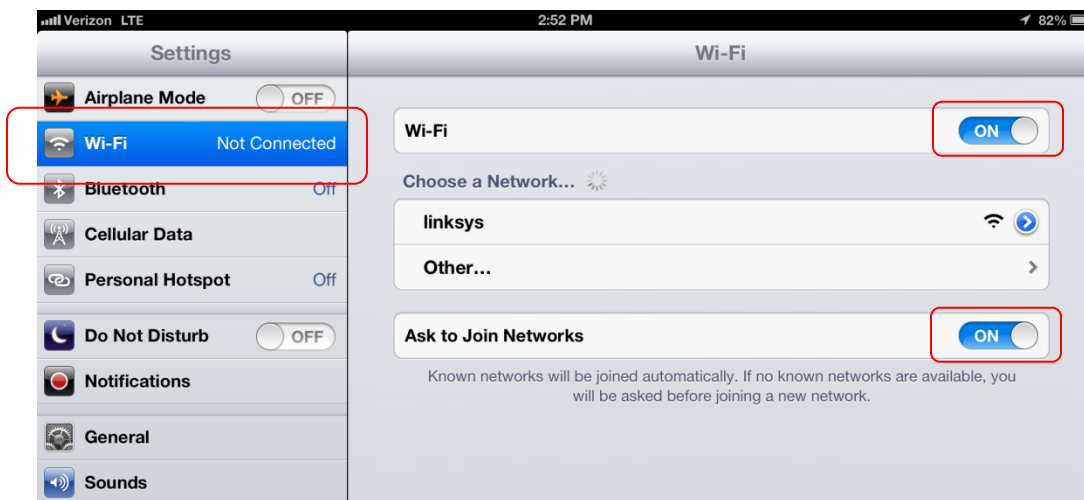 Verizon LTE 2:52 PM 82%
Settings
Airplane Mode OFF
Wi-Fi Not Connected
Bluetooth Off
Cellular Data
Personal Hotspot Off
Do Not Disturb OFF
Notifications
General
Sounds
Wi-Fi
Wi-Fi ON
Choose a Network...
linksys
Other...
Ask to Join Networks ON
Known networks will be joined automatically. If no known networks are available, you
will be asked before joining a new network.